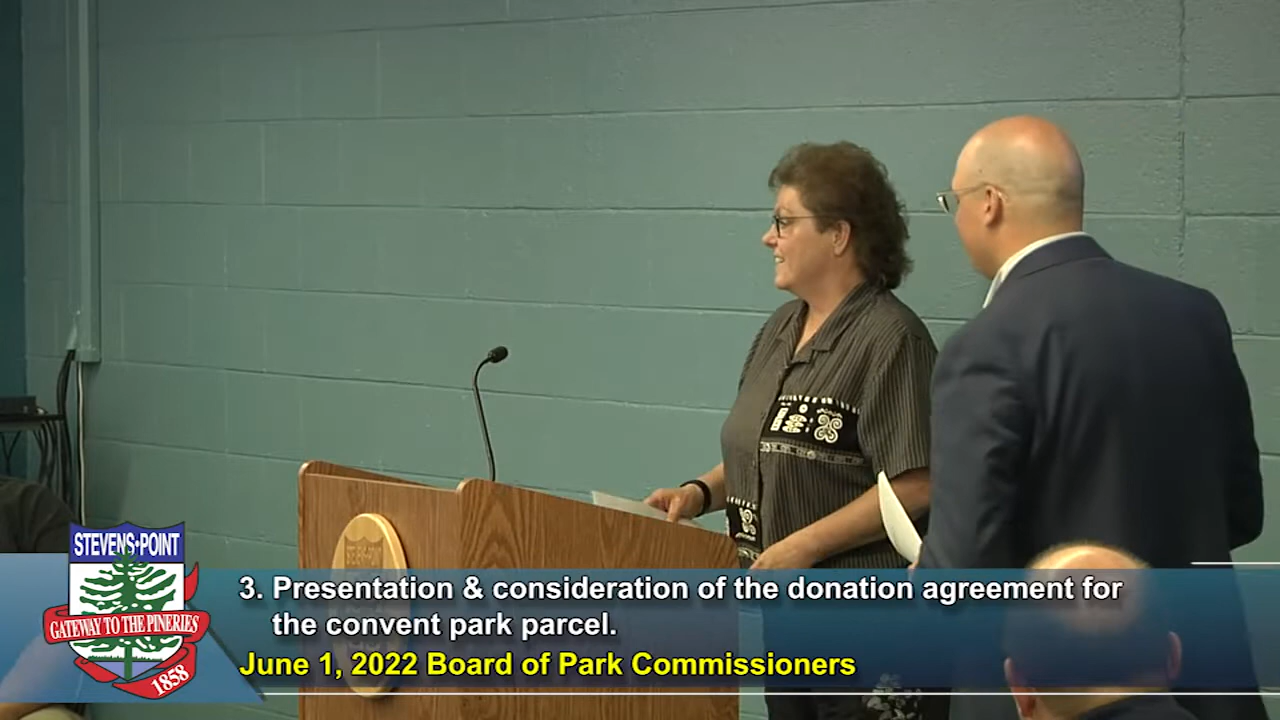 STEVENS POINT
GATEWAY TO THE PINERIES
1858
3. Presentation & consideration of the donation agreement for
the convent park parcel.
June 1, 2022 Board of Park Commissioners